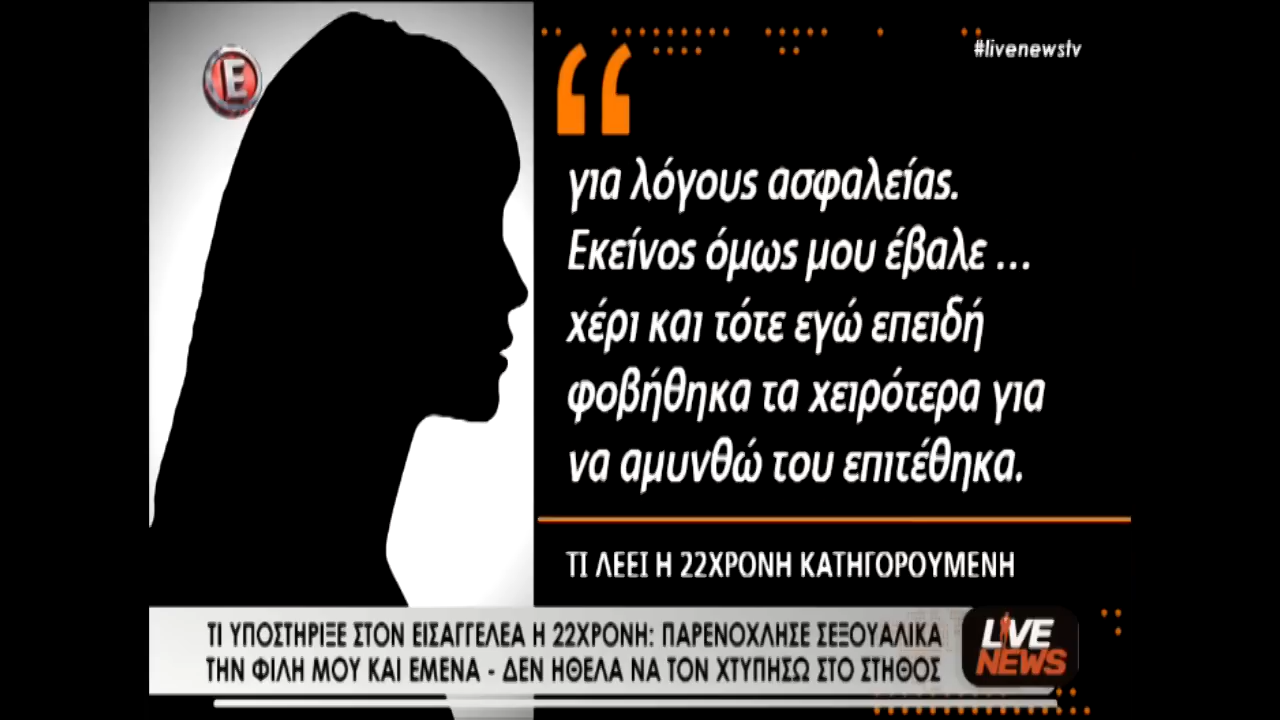 E
#livenewstv
“
για λόγους ασφαλείας.
Εκείνος όμως μου έβαλε ...
χέρι και τότε εγώ επειδή
φοβήθηκα τα χειρότερα για
να αμυνθώ του επιτέθηκα.
ΤΙ ΛΕΕΙ Η 22ΧΡΟΝΗ ΚΑΤΗΓΟΡΟΥΜΕΝΗ
ΤΙ ΥΠΟΣΤΗΡΙΞΕ ΣΤΟΝ ΕΙΣΑΓΓΕΛΕΑ Η 22ΧΡΟΝΗ: ΠΑΡΕΝΟΧΛΗΣΕ ΣΕΞΟΥΑΛΙΚΑ
ΤΗΝ ΦΙΛΗ ΜΟΥ ΚΑΙ ΕΜΕΝΑ - ΔΕΝ ΗΘΕΛΑ ΝΑ ΤΟΝ ΧΤΥΠΗΣΩ ΣΤΟ ΣΤΗΘΟΣ
LIVE
NEWS